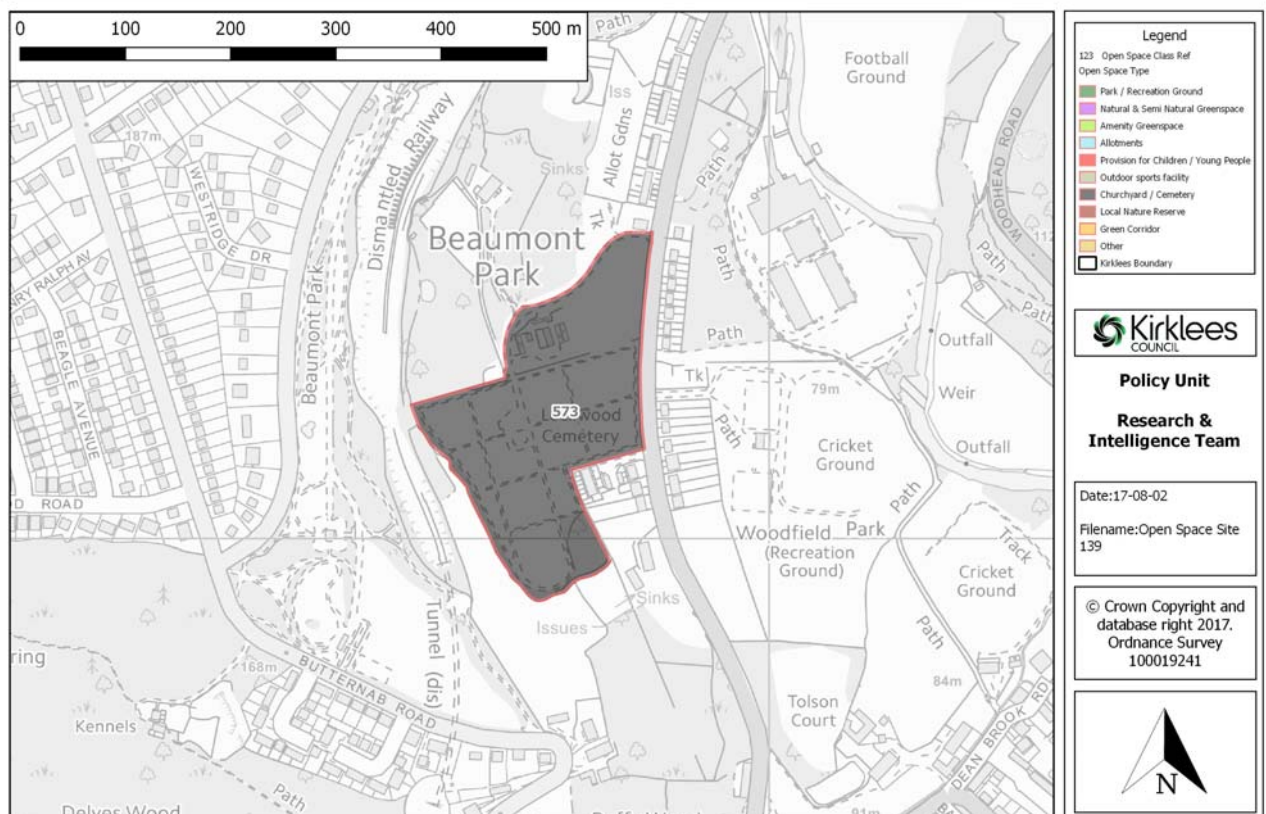 0 100 200 300 400 500 m
Path
Iss
Football
Ground
187m
Allot Gdns
Dismantled Railway
WESTRIDGE DR
Sinks
Path
WOODHEAD ROAD
Tk
Beaumont
Park
Path
Path
Path
RALPH AV
Beaumont Park
BEAGLE AVENUE
Path
Outfall
Tk
79m
Weir
573
Cemetery
Path
Cricket
Ground
Outfall
D ROAD
Path
Woodfield Park
(Recreation
Ground)
Track
Cricket
Ground
Sinks
Issues
Tunnel (dis)
Path
ring
168m
BUTTERNAB ROAD
84m
Kennels
Tolson
Court
DEAN BROOK RD
Path
91m
Delves Wood
Legend
123 Open Space Class Ref
Open Space Type
Park / Recreation Ground
Natural & Semi Natural Greenspace
Amenity Greenspace
Allotments
Provision for Children / Young People
Outdoor sports facility
Churchyard / Cemetery
Local Nature Reserve
Green Corridor
Other
Kirklees Boundary
Kirklees
COUNCIL
Policy Unit
Research &
Intelligence Team
Date:17-08-02
Filename:Open Space Site
139
© Crown Copyright and
database right 2017.
Ordnance Survey
100019241
N